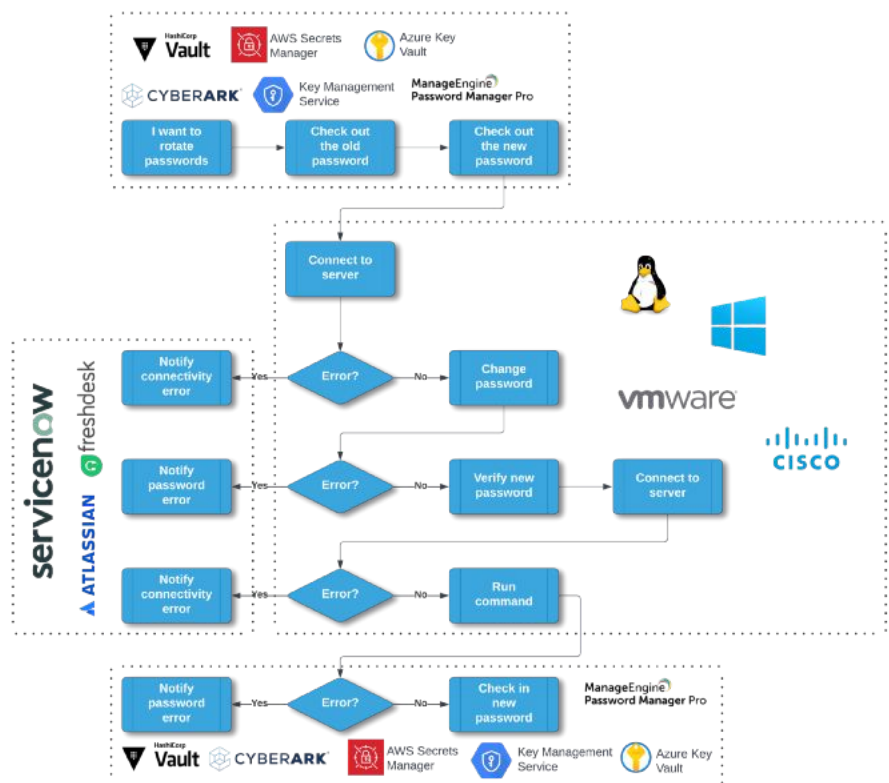 HashiCorp
Vault
AWS Secrets
Manager
Azure Key
Vault
CYBERARK®
Key Management
Service
ManageEngine
Password Manager Pro
I want to
rotate
passwords
Check out
the old
password
Check out
the new
password
Connect to
server
Notify
connectivity
error
Yes
Error?
No
Change
password
vmware®
CISCO
servicenow
freshdesk
ATLASSIAN
Notify
password
error
Yes
Error?
No
Verify new
password
Connect to
server
Notify
connectivity
error
Yes
Error?
No
Run
command
Notify
password
error
Yes
Error?
No
Check in
new
password
ManageEngine
Password Manager Pro
HashiCorp
Vault
CYBERARK®
AWS Secrets
Manager
Key Management
Service
Azure Key
Vault